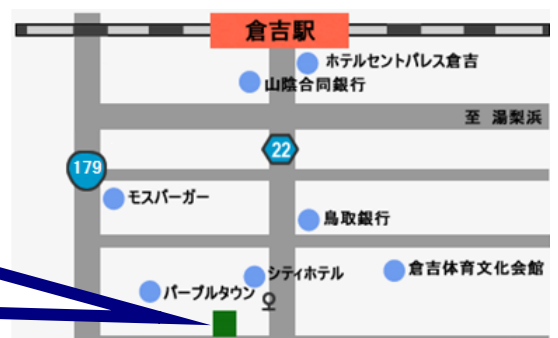 倉吉駅
ホテルセントパレス倉吉
山陰合同銀行
至 湯梨浜
22
179
モスバーガー
鳥取銀行
倉吉体育文化会館
シティホテル
パープルタウン